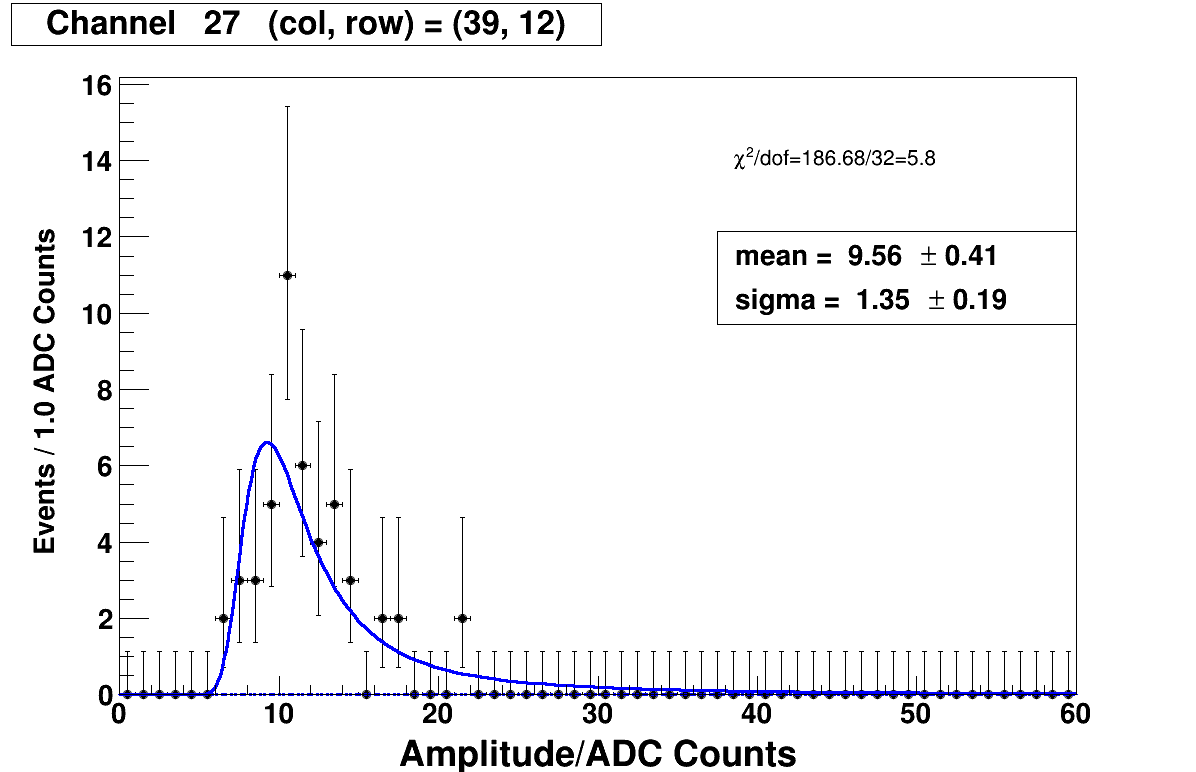 Channel 27 (col, row) = (39, 12)
16
14
12
10
8
6
4
2
0
Events / 1.0 ADC Counts
χ²/dof=186.68/32=5.8
mean = 9.56 ± 0.41
sigma = 1.35 ± 0.19
0 10 20 30 40 50 60
Amplitude/ADC Counts